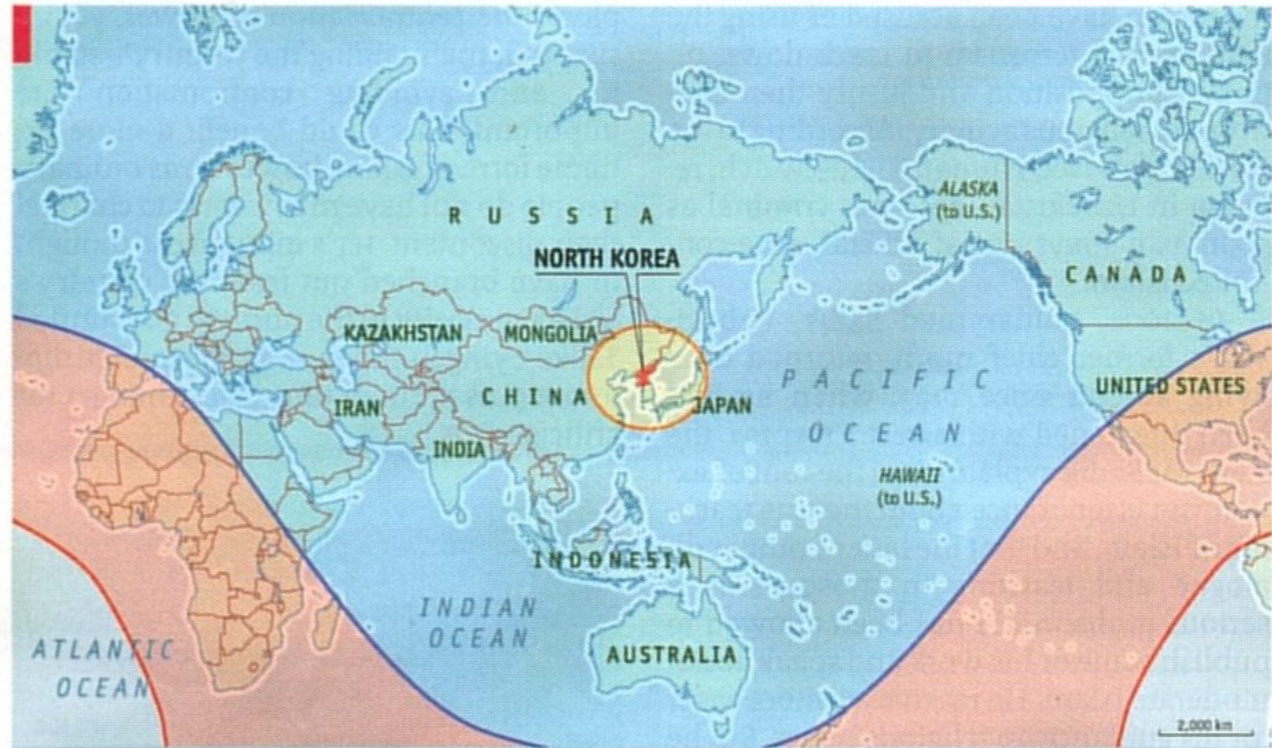 RUSSIA
ALASKA
(to U.S.)
NORTH KOREA
CANADA
KAZAKHSTAN
MONGOLIA
PACIFIC
OCEAN
UNITED STATES
CHINA
JAPAN
IRAN
INDIA
HAWAII
(to U.S.)
INDONESIA
INDIAN
OCEAN
AUSTRALIA
ATLANTIC
OCEAN
2,000 km